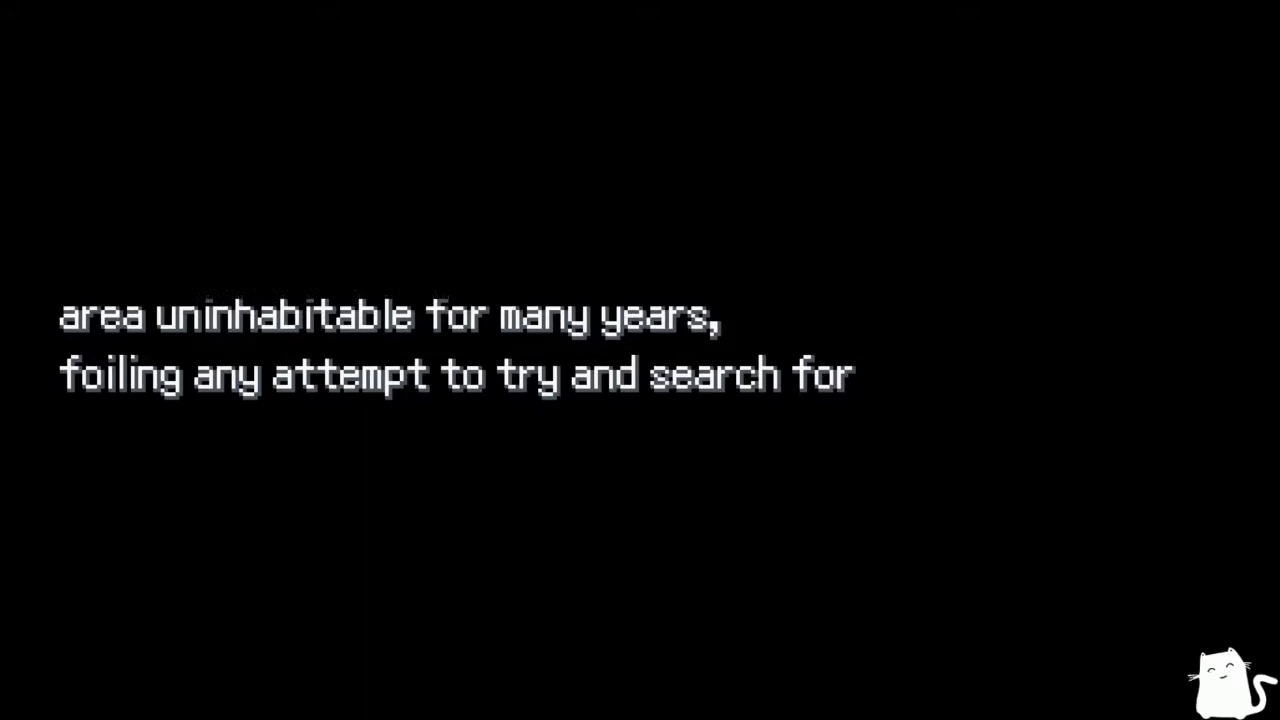 area uninhabitable for many years,
foiling any attempt to try and search for